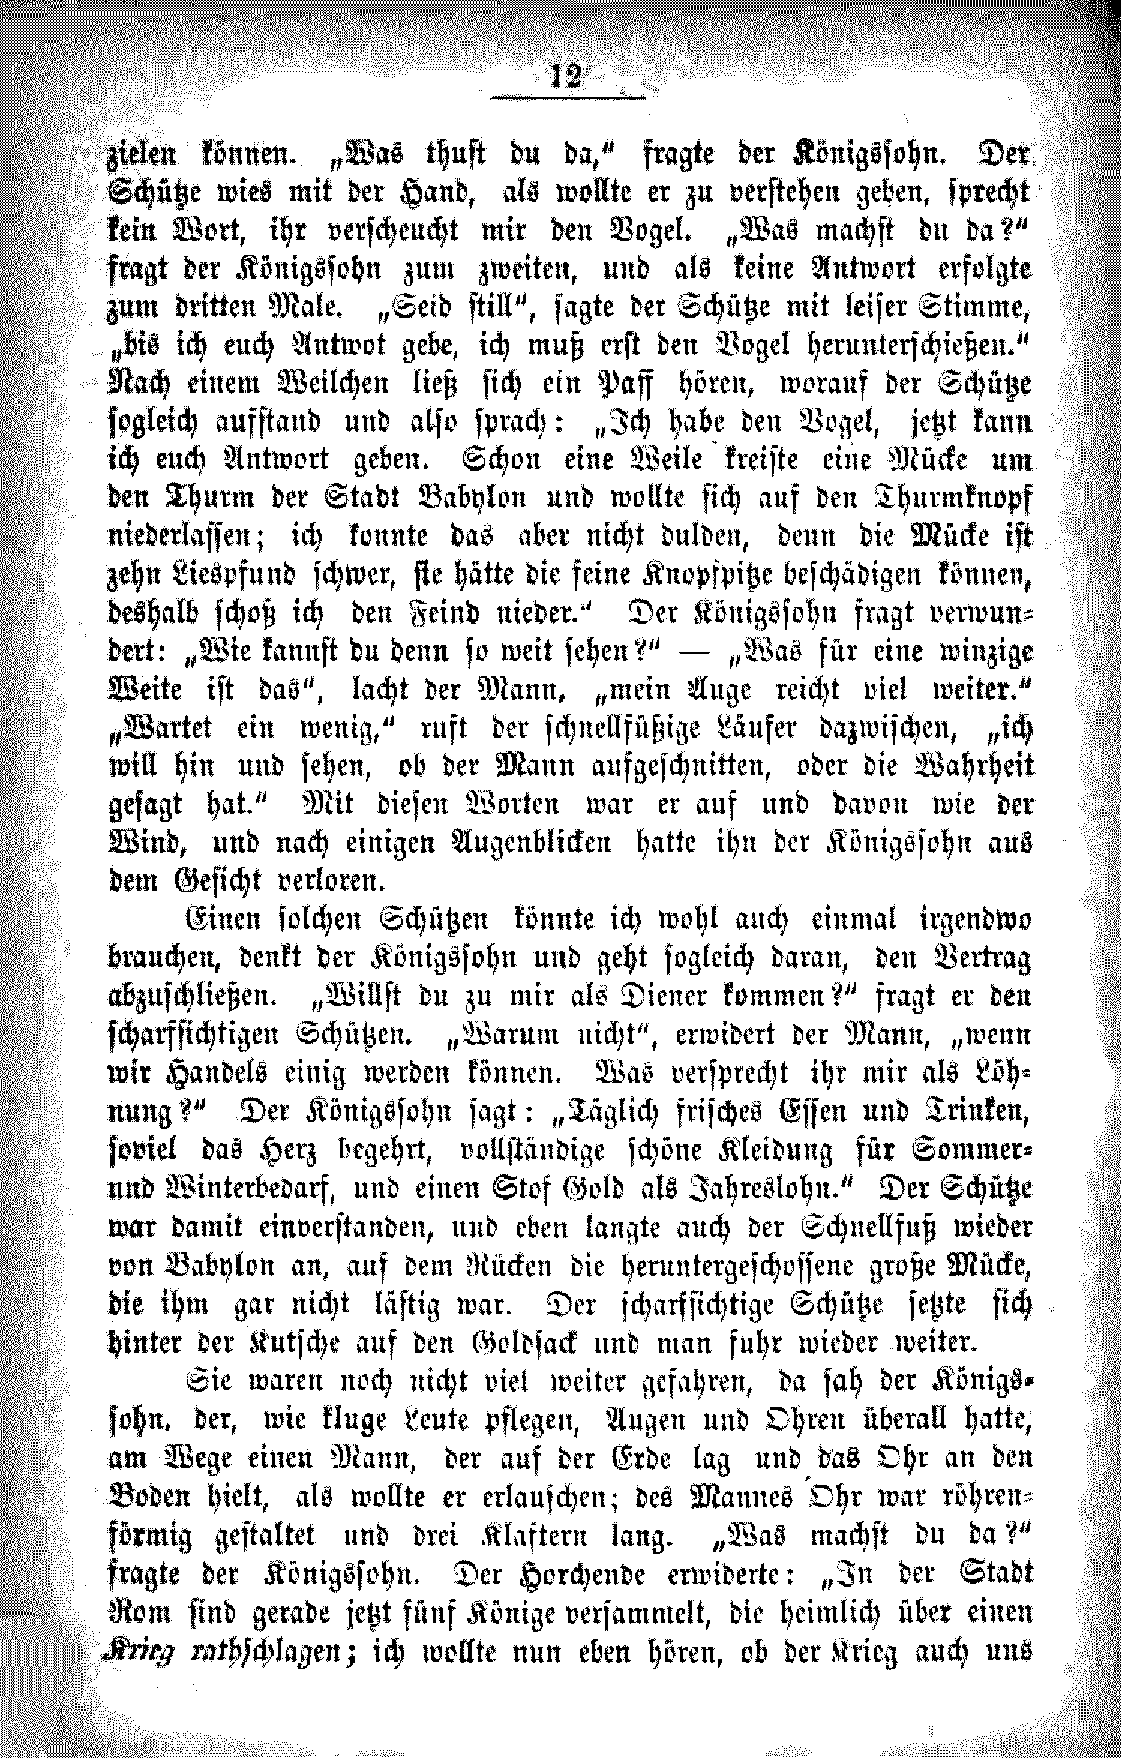 12
zielen können. „Was thust du da,“ fragte der Königssohn. Der
Schütze wies mit der Hand, als wollte er zu verstehen geben, sprecht
kein Wort, ihr verscheucht mir den Vogel. „Was machst du da?“
fragt der Königssohn zum zweiten, und als keine Antwort erfolgte
zum dritten Male. „Seid still“, sagte der Schütze mit leiser Stimme,
„bis ich euch Antwot gebe, ich muß erst den Vogel herunterschießen.“
Nach einem Weilchen ließ sich ein Paff hören, worauf der Schütze
sogleich aufstand und also sprach: „Ich habe den Vogel, jetzt kann
ich euch Antwort geben. Schon eine Weile kreiste eine Mücke um
den Thurm der Stadt Babylon und wollte sich auf den Thurmknopf
niederlassen; ich konnte das aber nicht dulden, denn die Mücke ist
zehn Liespfund schwer, sie hätte die feine Knopfspitze beschädigen können,
deshalb schoß ich den Feind nieder.“ Der Königssohn fragt verwun-
dert: „Wie kannst du denn so weit sehen?“ — „Was für eine winzige
Weite ist das“, lacht der Mann, „mein Auge reicht viel weiter.“
„Wartet ein wenig,“ ruft der schnellfüßige Läufer dazwischen, „ich
will hin und sehen, ob der Mann aufgeschnitten, oder die Wahrheit
gesagt hat.“ Mit diesen Worten war er auf und davon wie der
Wind, und nach einigen Augenblicken hatte ihn der Königssohn aus
dem Gesicht verloren.
Einen solchen Schützen könnte ich wohl auch einmal irgendwo
brauchen, denkt der Königssohn und geht sogleich daran, den Vertrag
abzuschließen. „Willst du zu mir als Diener kommen?“ fragt er den
scharfsichtigen Schützen. „Warum nicht“, erwidert der Mann, „wenn
wir Handels einig werden können. Was versprecht ihr mir als Löh-
nung?“ Der Königssohn sagt: „Täglich frisches Essen und Trinken,
soviel das Herz begehrt, vollständige schöne Kleidung für Sommer-
und Winterbedarf, und einen Stof Gold als Jahreslohn.“ Der Schütze
war damit einverstanden, und eben langte auch der Schnellfuß wieder
von Babylon an, auf dem Rücken die heruntergeschossene große Mücke,
die ihm gar nicht lästig war. Der scharfsichtige Schütze setzte sich
hinter der Kutsche auf den Goldsack und man fuhr wieder weiter.
Sie waren noch nicht viel weiter gefahren, da sah der Königs-
sohn, der, wie kluge Leute pflegen, Augen und Ohren überall hatte,
am Wege einen Mann, der auf der Erde lag und das Ohr an den
Boden hielt, als wollte er erlauschen; des Mannes Ohr war röhren-
förmig gestaltet und drei Klaftern lang. „Was machst du da?“
fragte der Königssohn. Der Horchende erwiderte: „In der Stadt
Rom sind gerade jetzt fünf Könige versammelt, die heimlich über einen
Krieg rathschlagen; ich wollte nun eben hören, ob der Krieg auch uns